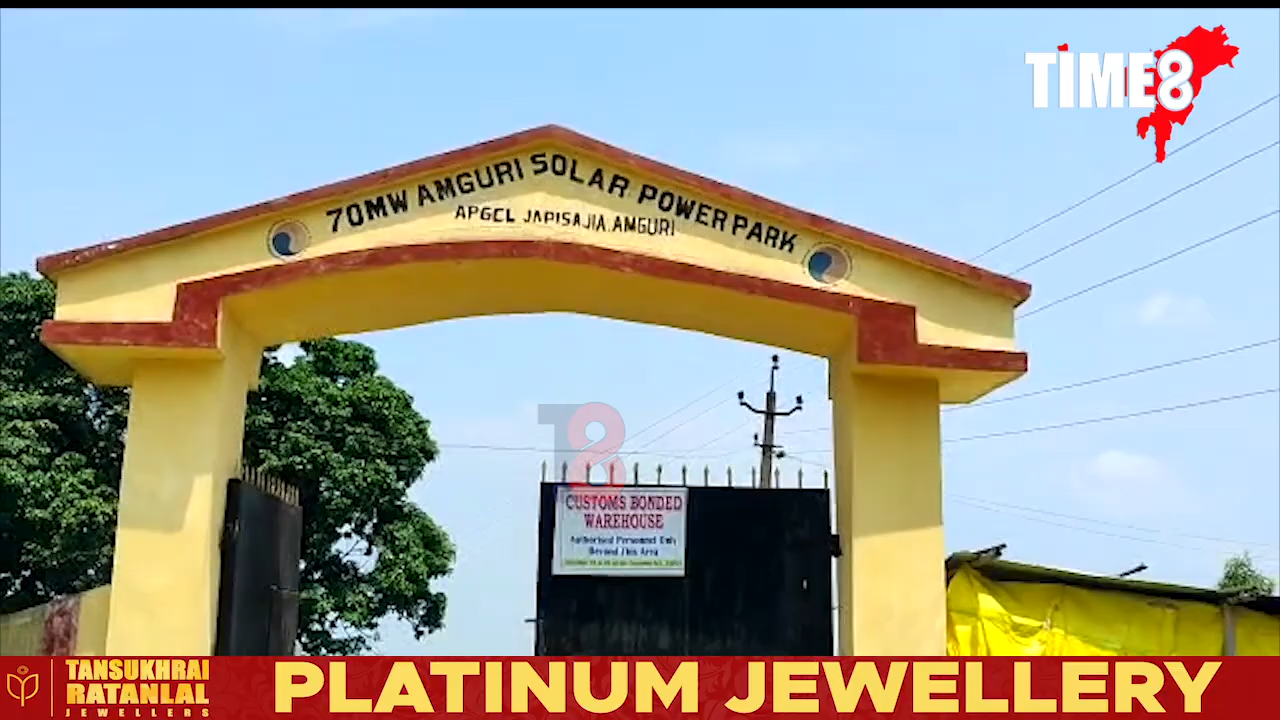 TIME8
70MW AMGURI SOLAR POWER PARK
APGCL JAPISAJIA, AMGURI
T8
CUSTOMS BONDED
WAREHOUSE
Authorised Personnel Only
Beyond This Area
TANSUKHRAI
RATANLAL
JEWELLERS
PLATINUM JEWELLERY